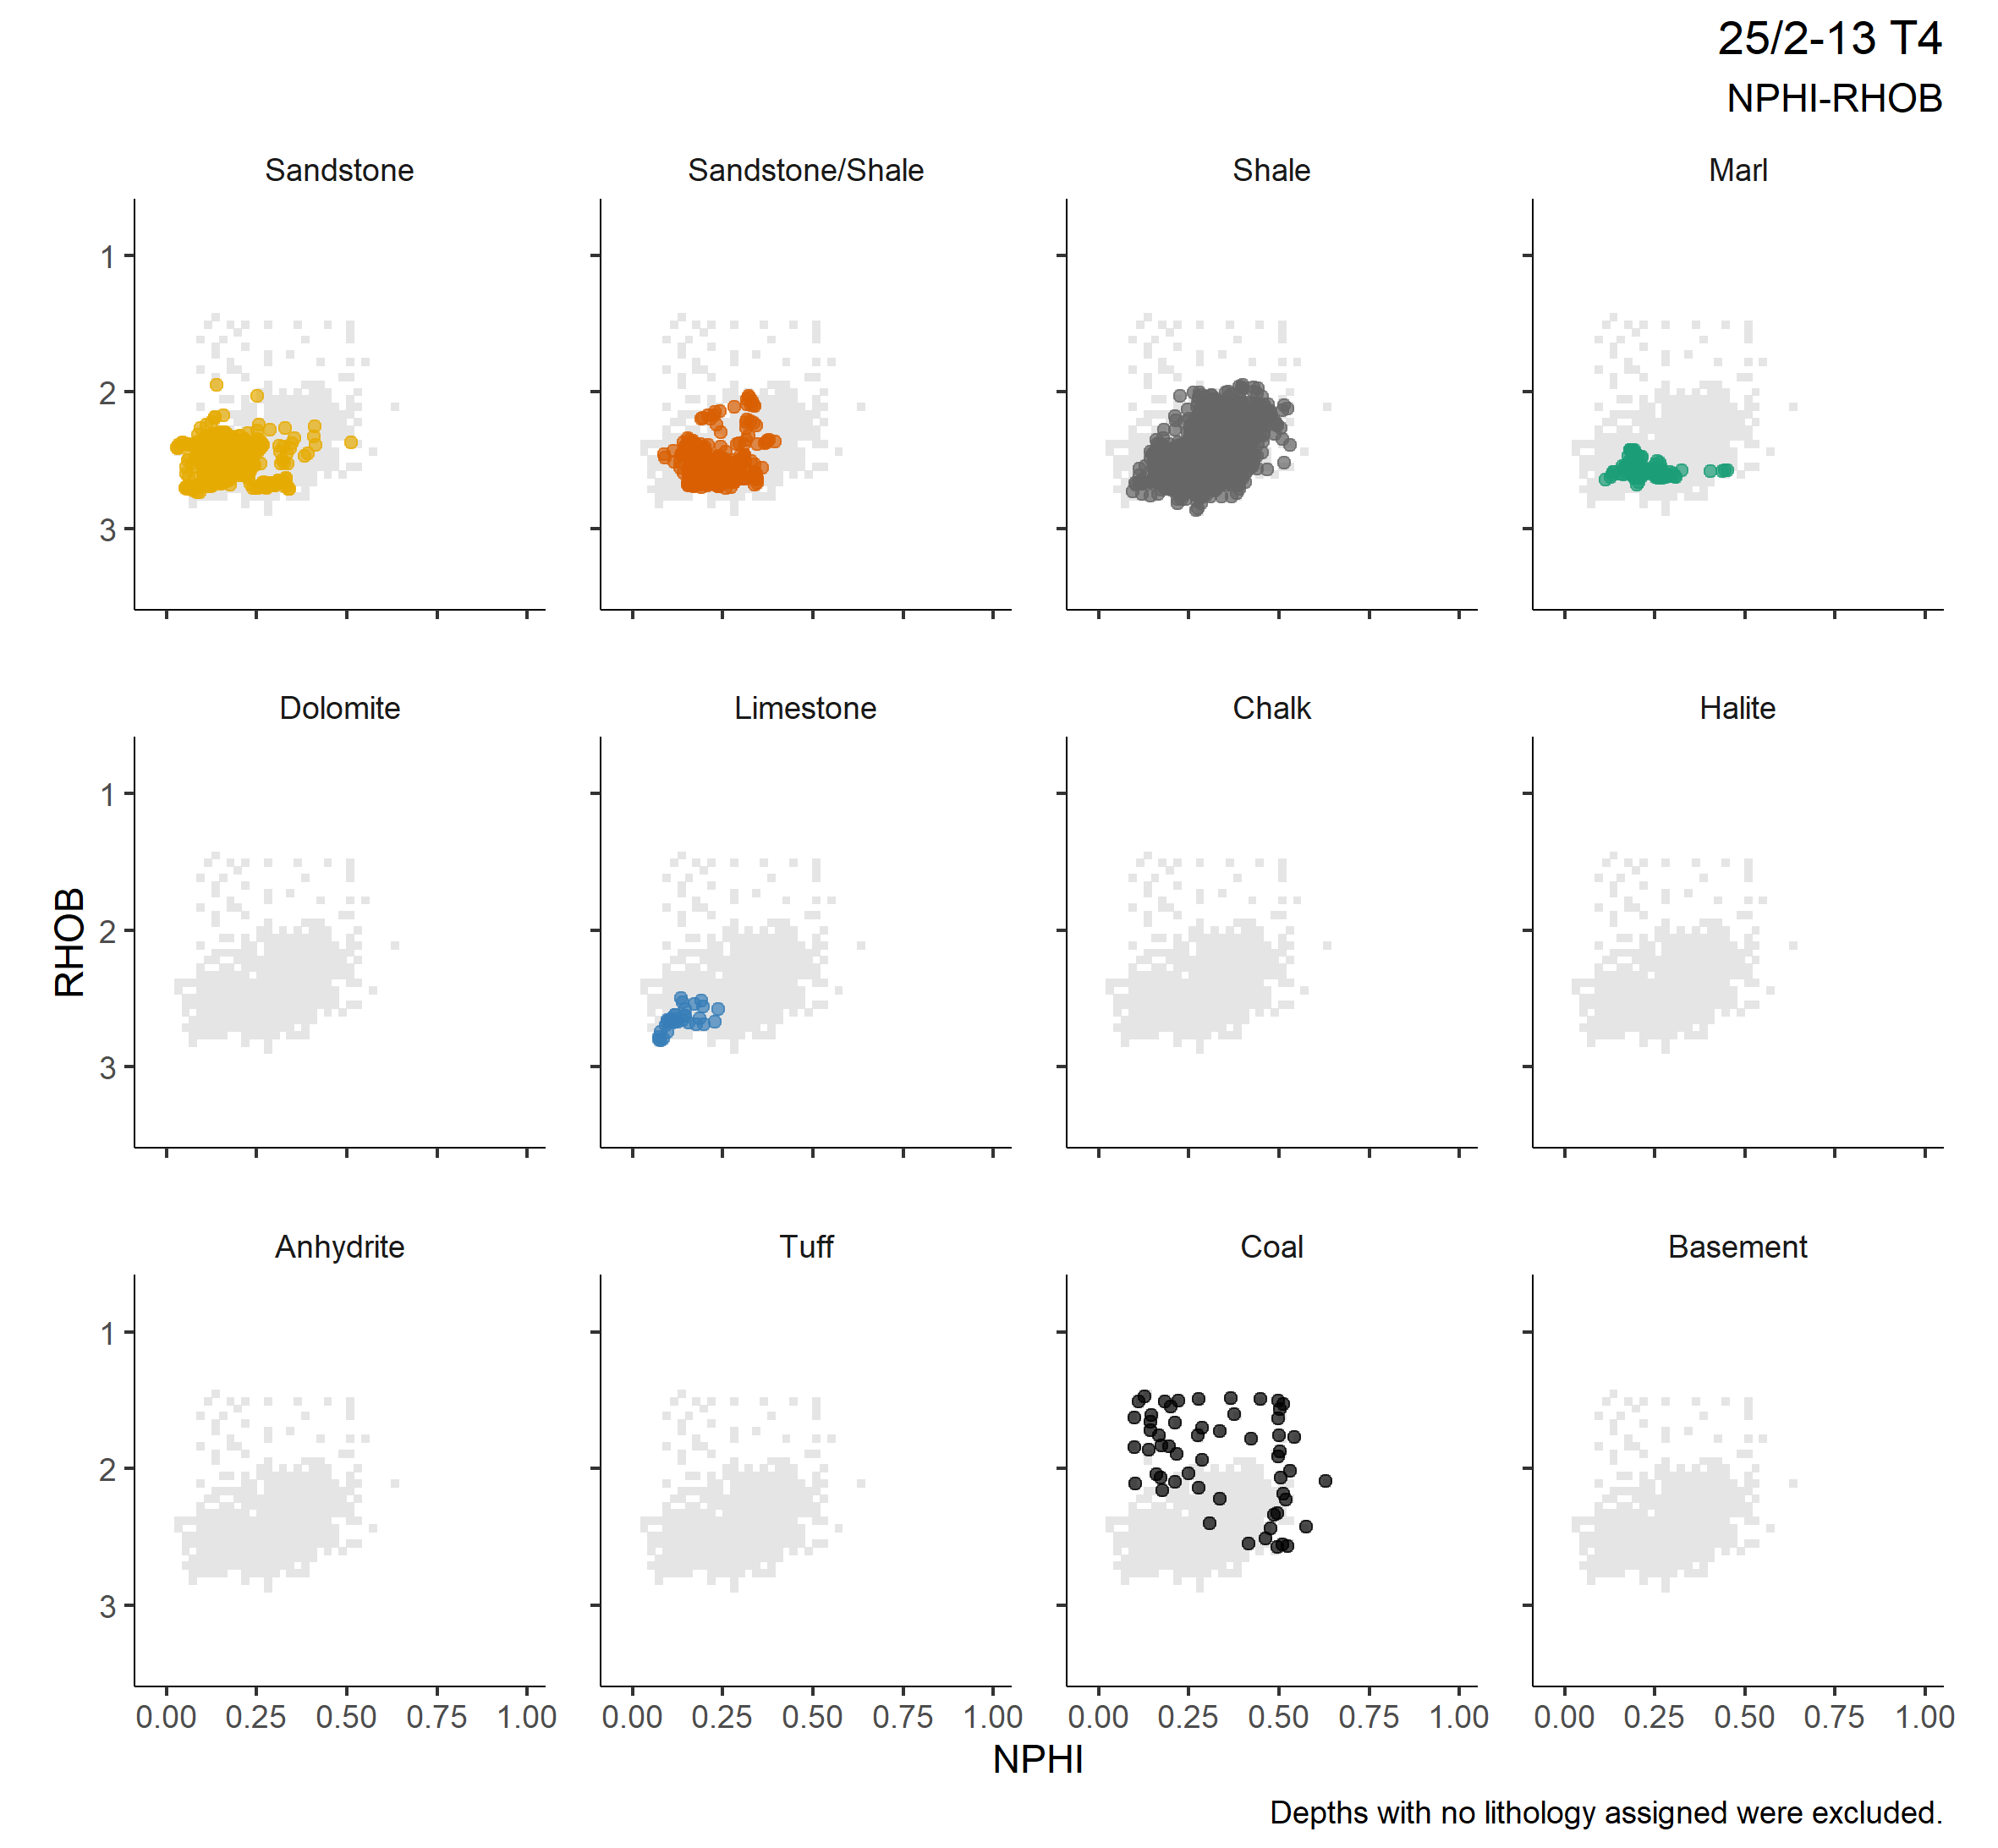 25/2-13 T4
NPHI-RHOB
Sandstone
Sandstone/Shale
Shale
Marl
1
2
3
Dolomite
Limestone
Chalk
Halite
1
2
3
RHOB
Anhydrite
Tuff
Coal
Basement
1
2
3
0.00 0.25 0.50 0.75 1.00
0.00 0.25 0.50 0.75 1.00
0.00 0.25 0.50 0.75 1.00
0.00 0.25 0.50 0.75 1.00
NPHI
Depths with no lithology assigned were excluded.